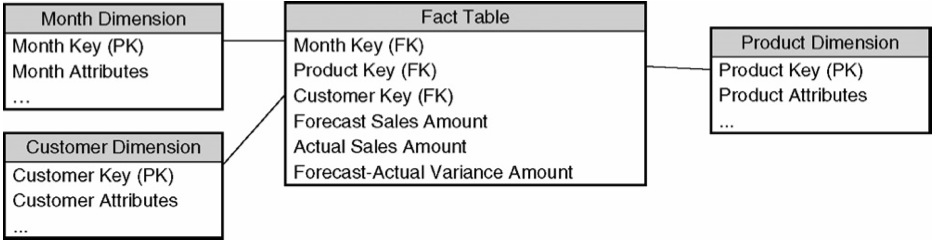 Month Dimension
Month Key (PK)
Month Attributes
...
Customer Dimension
Customer Key (PK)
Customer Attributes
...
Fact Table
Month Key (FK)
Product Key (FK)
Customer Key (FK)
Forecast Sales Amount
Actual Sales Amount
Forecast-Actual Variance Amount
Product Dimension
Product Key (PK)
Product Attributes
...